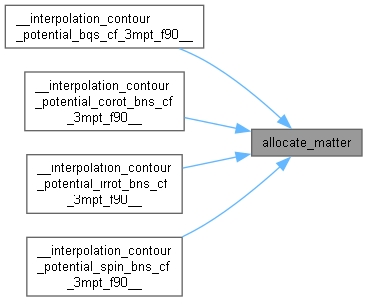 __interpolation_contour
_potential_bqs_cf_3mpt_f90__
__interpolation_contour
_potential_corot_bns_cf
_3mpt_f90__
allocate_matter
__interpolation_contour
_potential_irrot_bns_cf
_3mpt_f90__
__interpolation_contour
_potential_spin_bns_cf
_3mpt_f90__